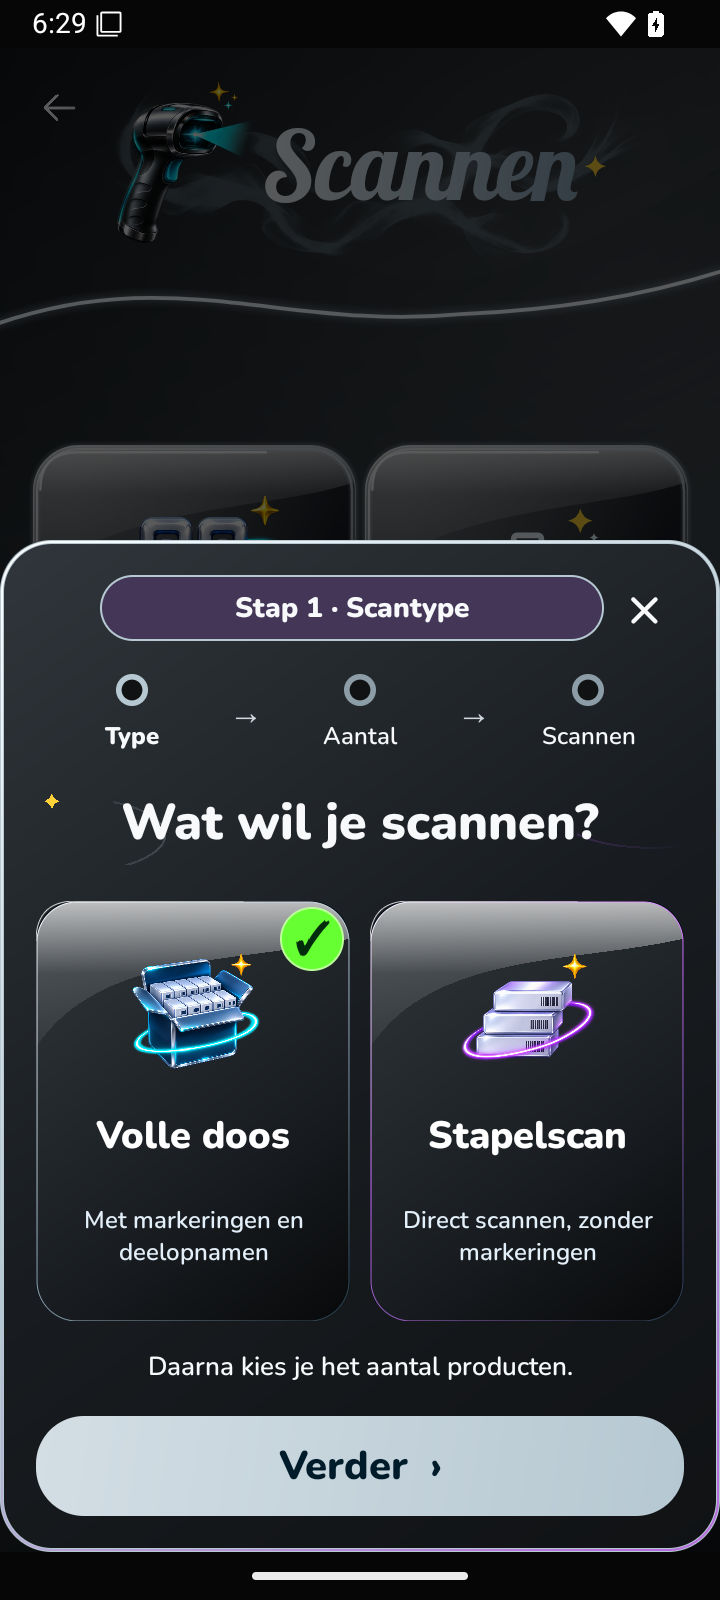 6:29
Scannen
Stap 1 · Scantype
Type
→
Aantal
→
Scannen
Wat wil je scannen?
Volle doos
Met markeringen en
deelopnamen
Stapelscan
Direct scannen, zonder
markeringen
Daarna kies je het aantal producten.
Verder ›